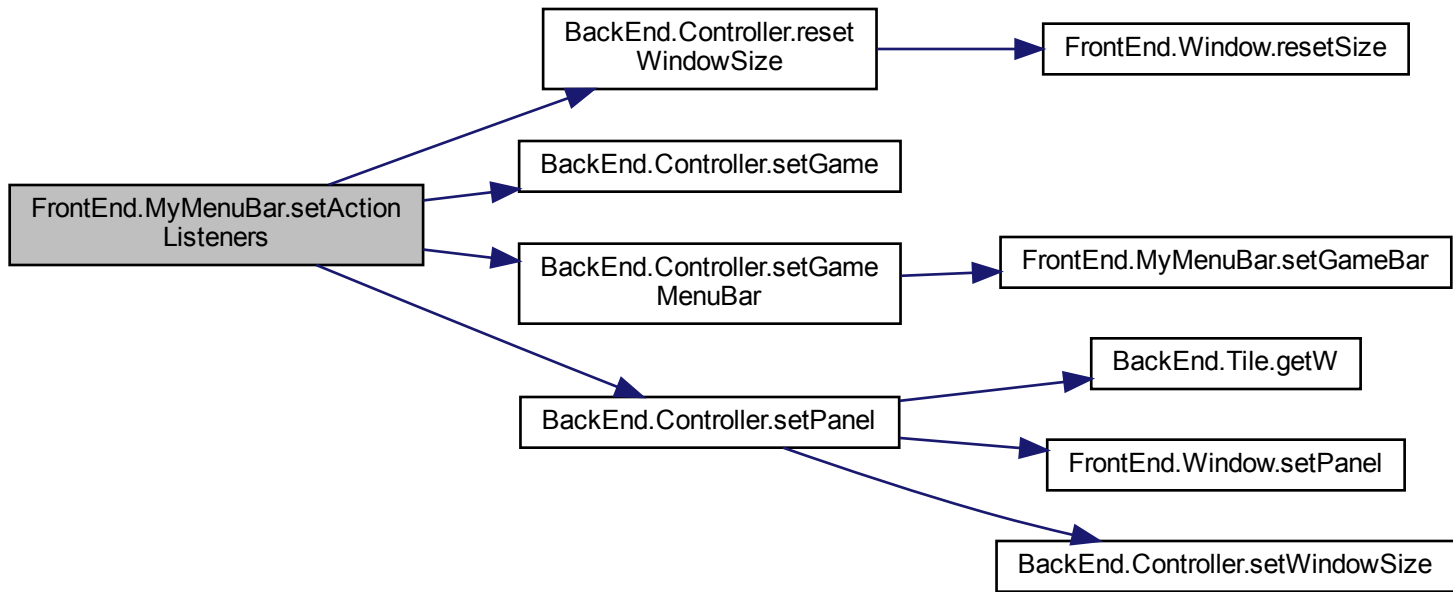 BackEnd.Controller.reset
WindowSize
FrontEnd.Window.resetSize
BackEnd.Controller.setGame
FrontEnd.MyMenuBar.setAction
Listeners
BackEnd.Controller.setGame
MenuBar
FrontEnd.MyMenuBar.setGameBar
BackEnd.Tile.getW
BackEnd.Controller.setPanel
FrontEnd.Window.setPanel
BackEnd.Controller.setWindowSize